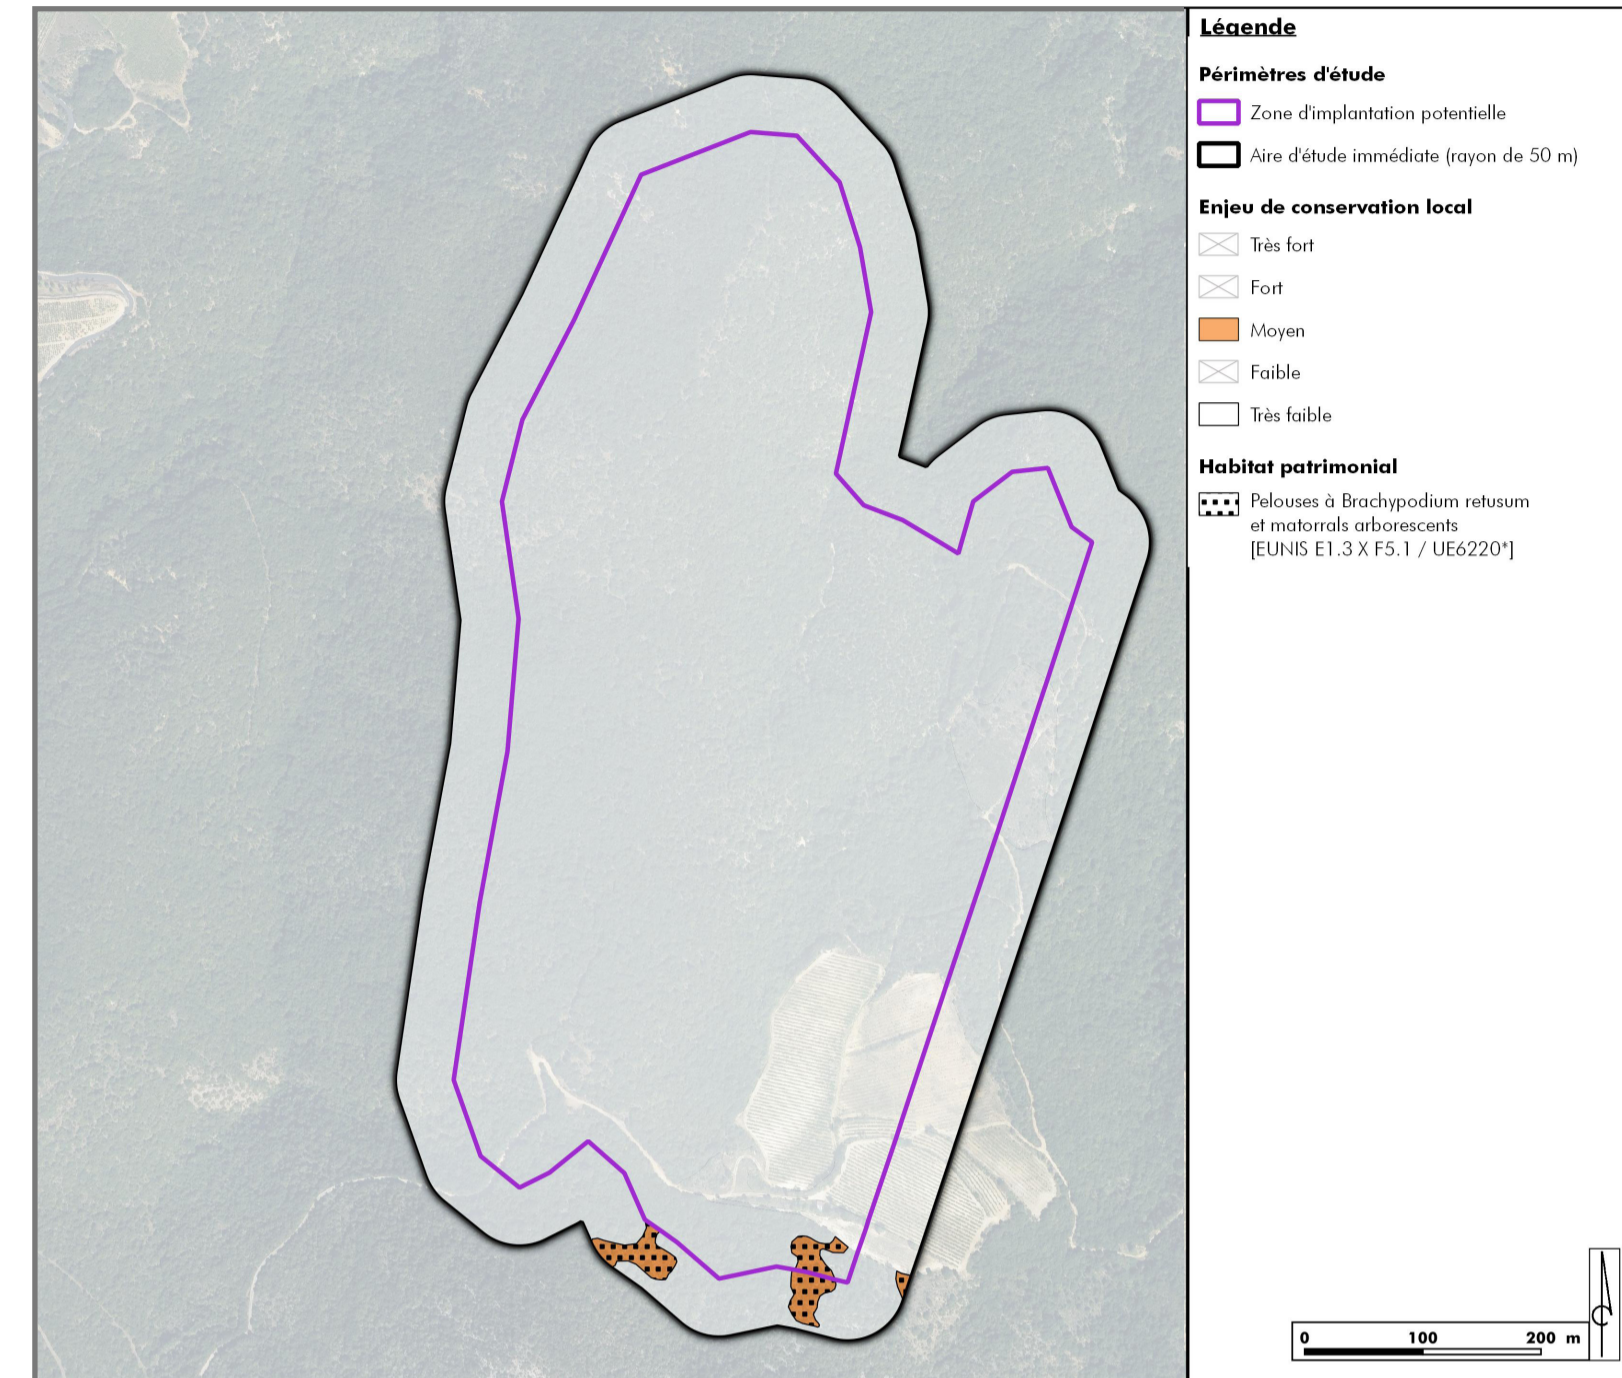 Légende
Périmètres d'étude
Zone d'implantation potentielle
Aire d'étude immédiate (rayon de 50 m)
Enjeu de conservation local
Très fort
Fort
Moyen
Faible
Très faible
Habitat patrimonial
Pelouses à Brachypodium retusum
et matorrals arborescents
[EUNIS E1.3 X F5.1 / UE6220*]
0 100 200 m